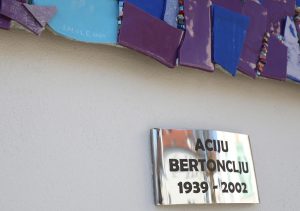 ACIJU
BERTONCLJU
1939 - 2002